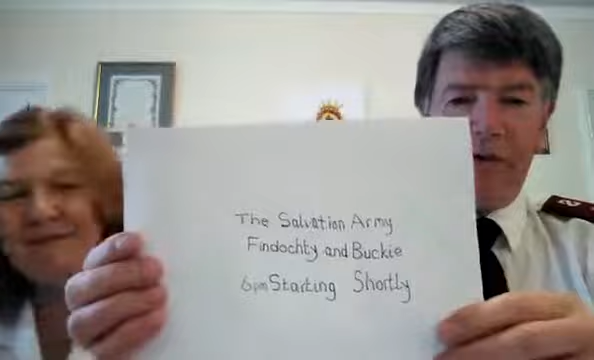 The Salvation Army
Findochty and Buckie
6pm Starting Shortly